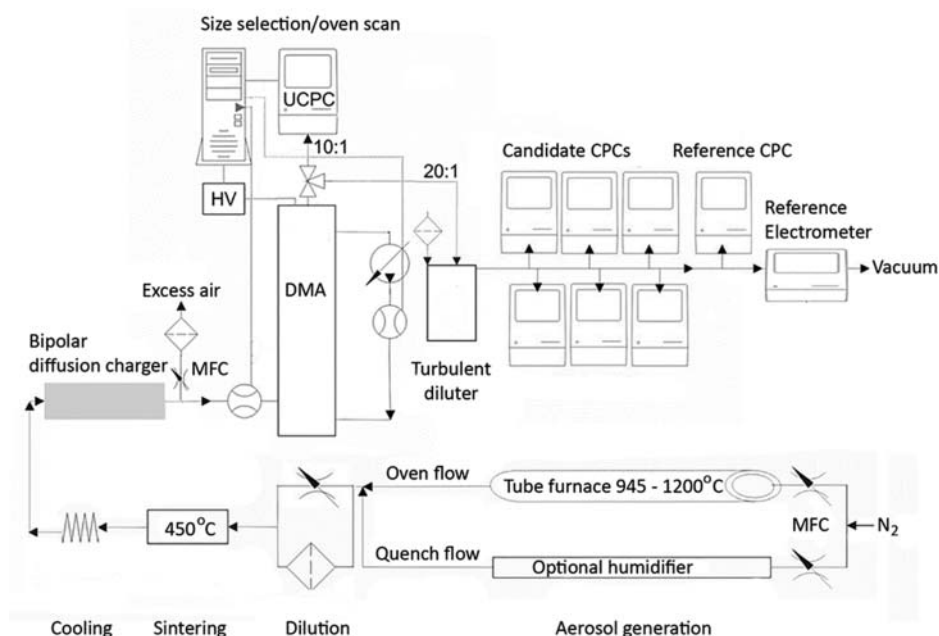 Size selection/oven scan
UCPC
10:1
20:1
Candidate CPCs
Reference CPC
HV
Reference
Electrometer
Vacuum
DMA
Excess air
Bipolar
diffusion charger
MFC
Turbulent
diluter
Oven flow
Tube furnace 945 - 1200°C
450°C
MFC
N₂
Quench flow
Optional humidifier
Cooling
Sintering
Dilution
Aerosol generation